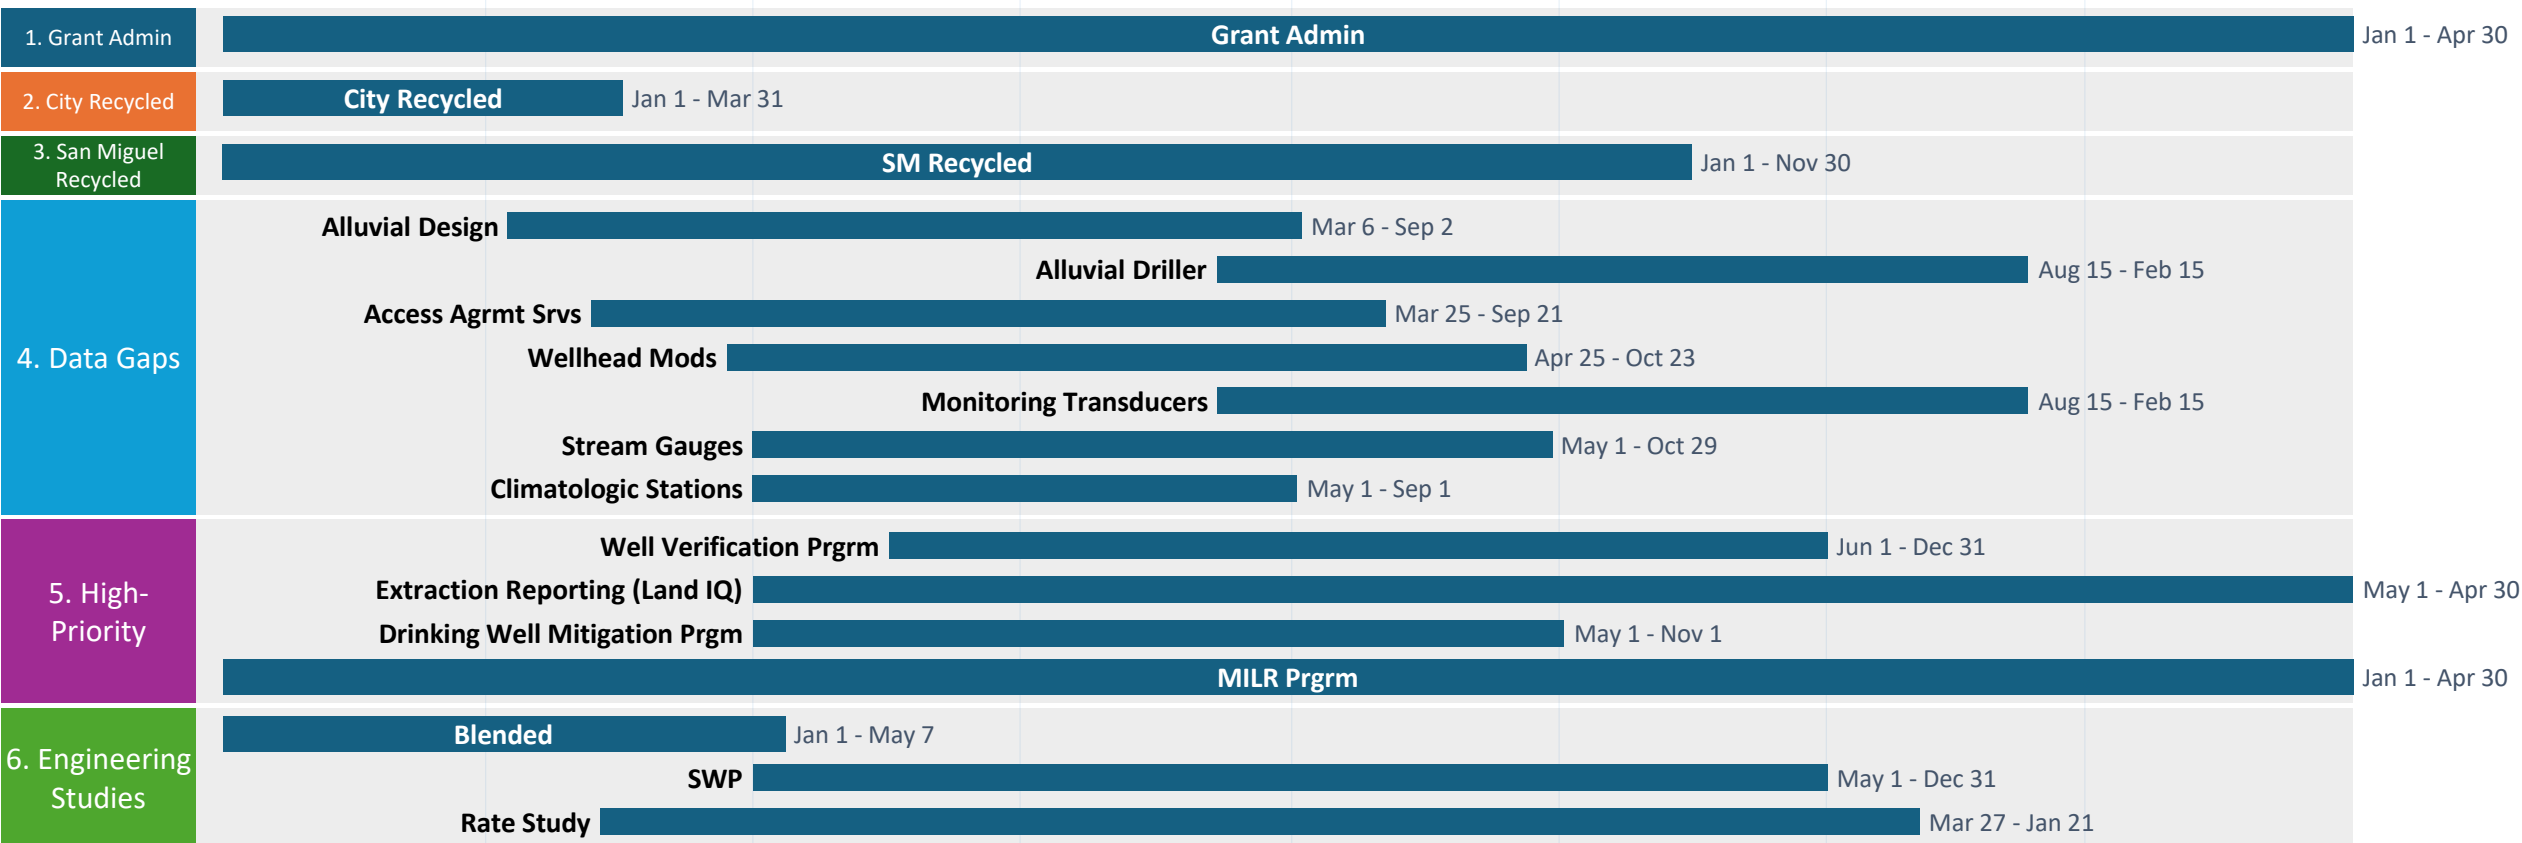 1. Grant Admin
Grant Admin
Jan 1 - Apr 30
2. City Recycled
City Recycled
Jan 1 - Mar 31
3. San Miguel
Recycled
SM Recycled
Jan 1 - Nov 30
4. Data Gaps
Alluvial Design
Mar 6 - Sep 2
Alluvial Driller
Aug 15 - Feb 15
Access Agrmt Srvs
Mar 25 - Sep 21
Wellhead Mods
Apr 25 - Oct 23
Monitoring Transducers
Aug 15 - Feb 15
Stream Gauges
May 1 - Oct 29
Climatologic Stations
May 1 - Sep 1
5. High-
Priority
Well Verification Prgrm
Jun 1 - Dec 31
Extraction Reporting (Land IQ)
May 1 - Apr 30
Drinking Well Mitigation Prgm
May 1 - Nov 1
MILR Prgrm
Jan 1 - Apr 30
6. Engineering
Studies
Blended
Jan 1 - May 7
SWP
May 1 - Dec 31
Rate Study
Mar 27 - Jan 21